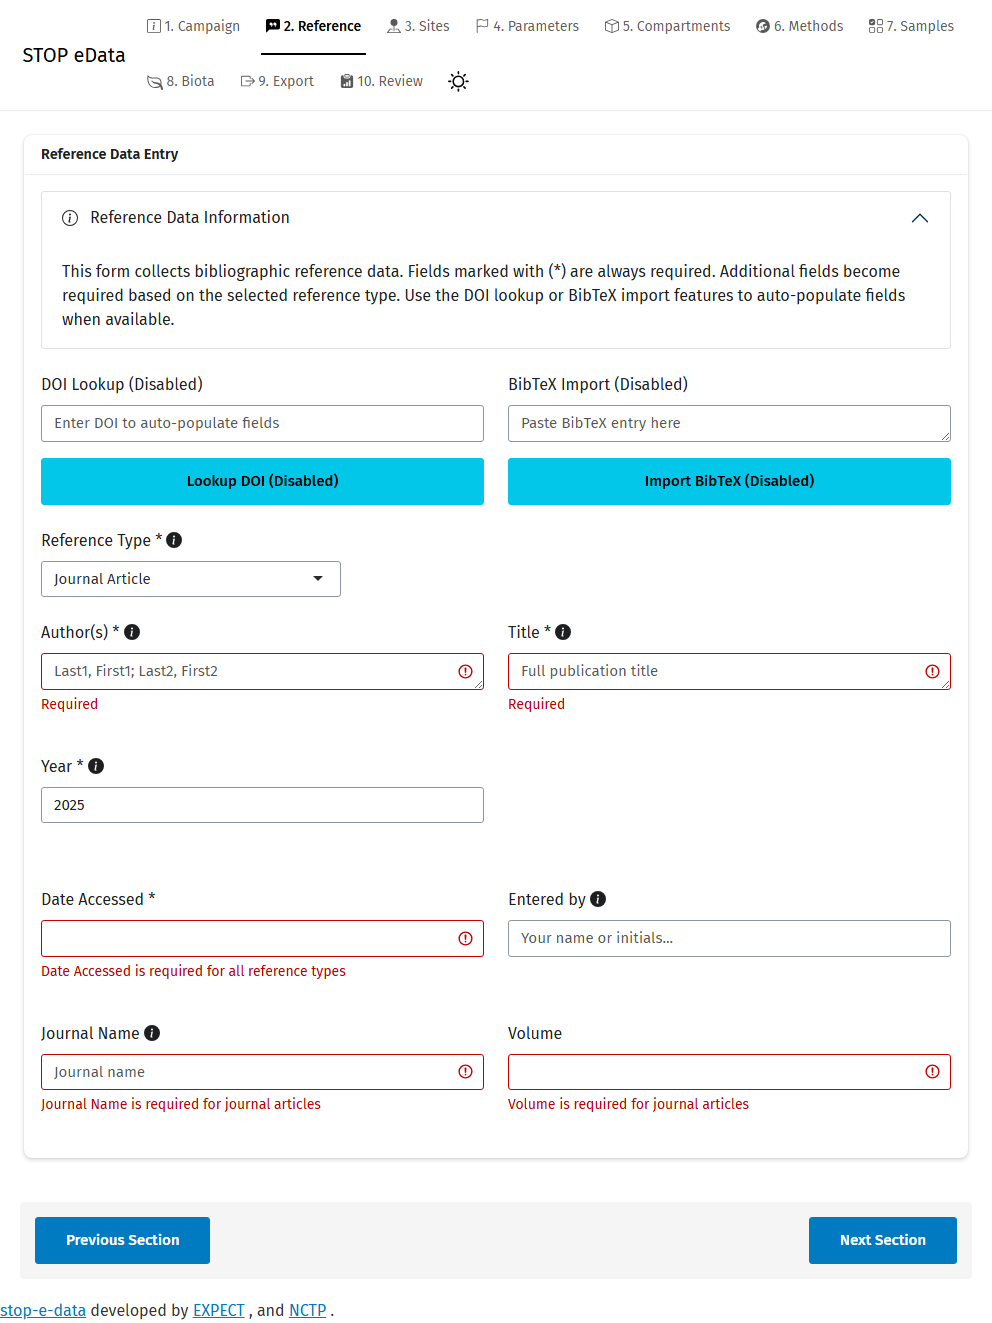 STOP eData
1. Campaign
2. Reference
3. Sites
4. Parameters
5. Compartments
6. Methods
7. Samples
8. Biota
9. Export
10. Review
Reference Data Entry
Reference Data Information
This form collects bibliographic reference data. Fields marked with (*) are always required. Additional fields become
required based on the selected reference type. Use the DOI lookup or BibTeX import features to auto-populate fields
when available.
DOI Lookup (Disabled)
BibTeX Import (Disabled)
Enter DOI to auto-populate fields
Paste BibTeX entry here
Lookup DOI (Disabled)
Import BibTeX (Disabled)
Reference Type *
Journal Article
Author(s) *
Title *
Last1, First1; Last2, First2
Full publication title
Required
Required
Year *
2025
Date Accessed *
Entered by
Your name or initials...
Date Accessed is required for all reference types
Journal Name
Volume
Journal name
Journal Name is required for journal articles
Volume is required for journal articles
Previous Section
Next Section
stop-e-data developed by EXPECT , and NCTP .